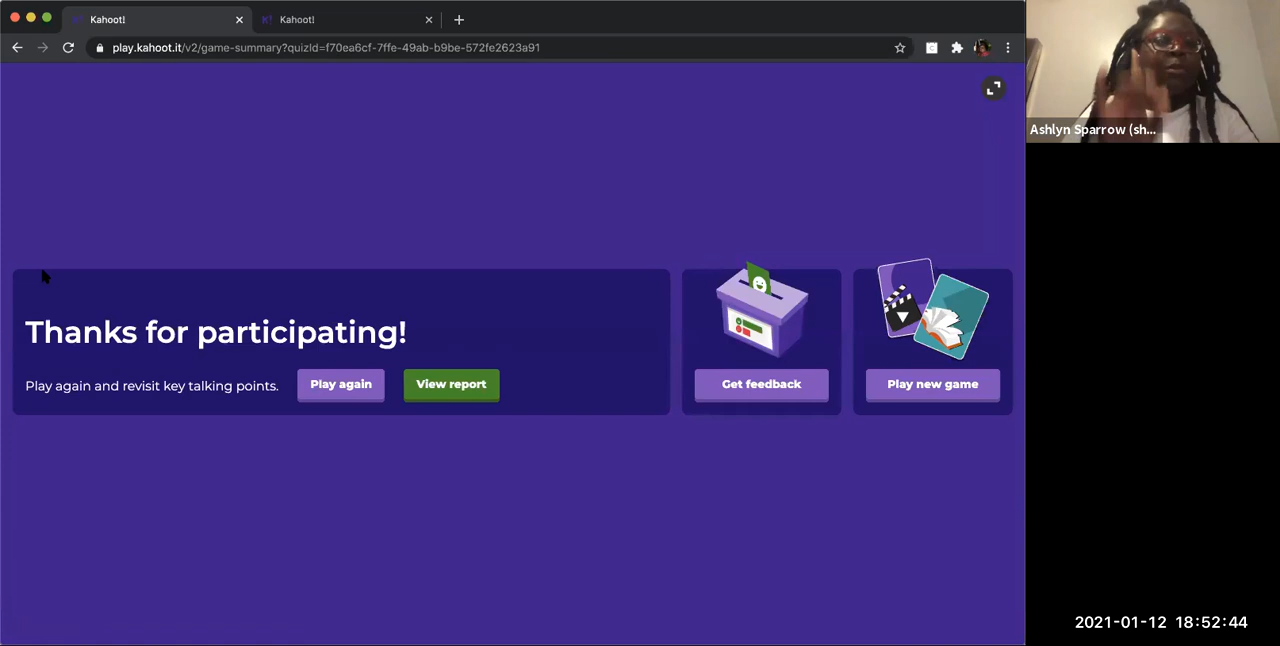 Kahoot!
Kahoot!
play.kahoot.it/v2/game-summary?quizId=f70ea6cf-7ffe-49ab-b9be-572fe2623a91
Ashlyn Sparrow (sh...
Thanks for participating!
Play again and revisit key talking points.
Play again
View report
Get feedback
Play new game
2021-01-12 18:52:44